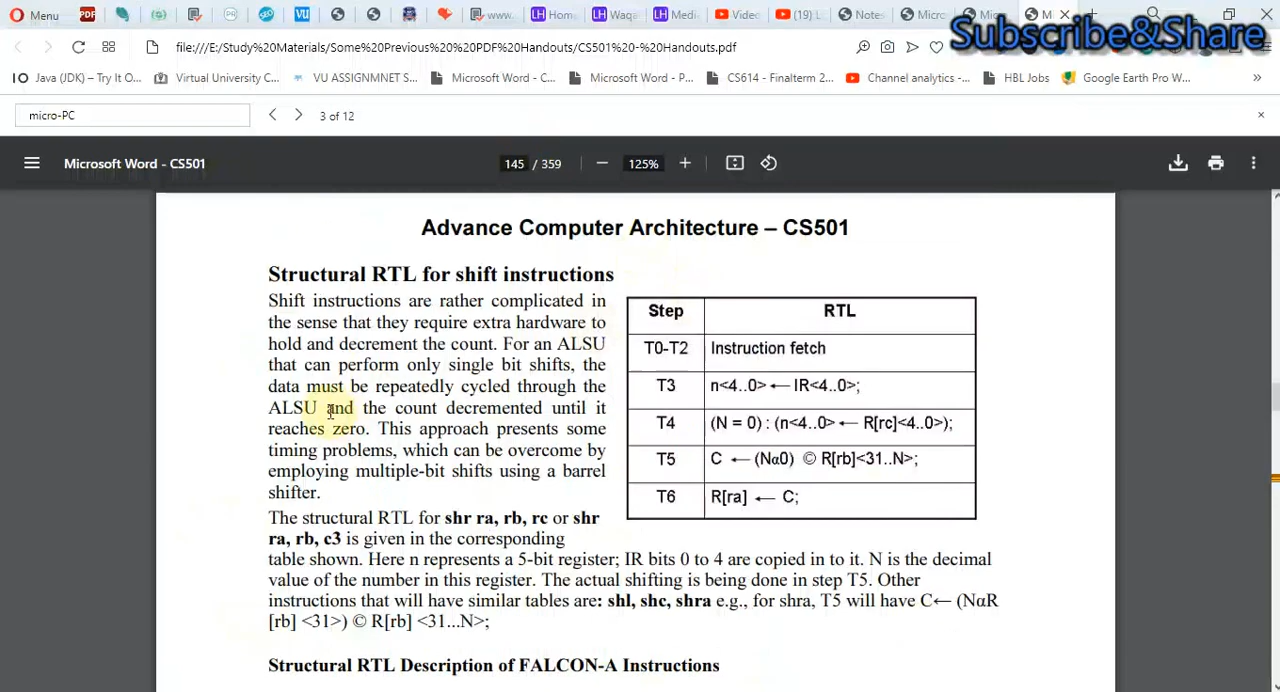 Menu PDF VU www. Hom Waqa Medi Video (19) L Notes Micro Mi M
Subscribe&Share
file:///E:/Study%20Materials/Some%20Previous%20%20PDF%20Handouts/CS501%20-%20Handouts.pdf
Java (JDK) – Try It O... Virtual University C... VU ASSIGNMNET S... Microsoft Word - C... Microsoft Word - P... CS614 - Finalterm 2... Channel analytics -... HBL Jobs Google Earth Pro W... »
micro-PC 3 of 12
Microsoft Word - CS501 145 / 359 125%
Advance Computer Architecture – CS501
Structural RTL for shift instructions
Shift instructions are rather complicated in
the sense that they require extra hardware to
hold and decrement the count. For an ALSU
that can perform only single bit shifts, the
data must be repeatedly cycled through the
ALSU and the count decremented until it
reaches zero. This approach presents some
timing problems, which can be overcome by
employing multiple-bit shifts using a barrel
shifter.
Step RTL
T0-T2 Instruction fetch
T3 n<4..0> ← IR<4..0>;
T4 (N = 0) : (n<4..0> ← R[rc]<4..0>);
T5 C ← (Nα0) © R[rb]<31..N>;
T6 R[ra] ← C;
The structural RTL for shr ra, rb, rc or shr
ra, rb, c3 is given in the corresponding
table shown. Here n represents a 5-bit register; IR bits 0 to 4 are copied in to it. N is the decimal
value of the number in this register. The actual shifting is being done in step T5. Other
instructions that will have similar tables are: shl, shc, shra e.g., for shra, T5 will have C← (NαR
[rb] <31>) © R[rb] <31...N>;
Structural RTL Description of FALCON-A Instructions